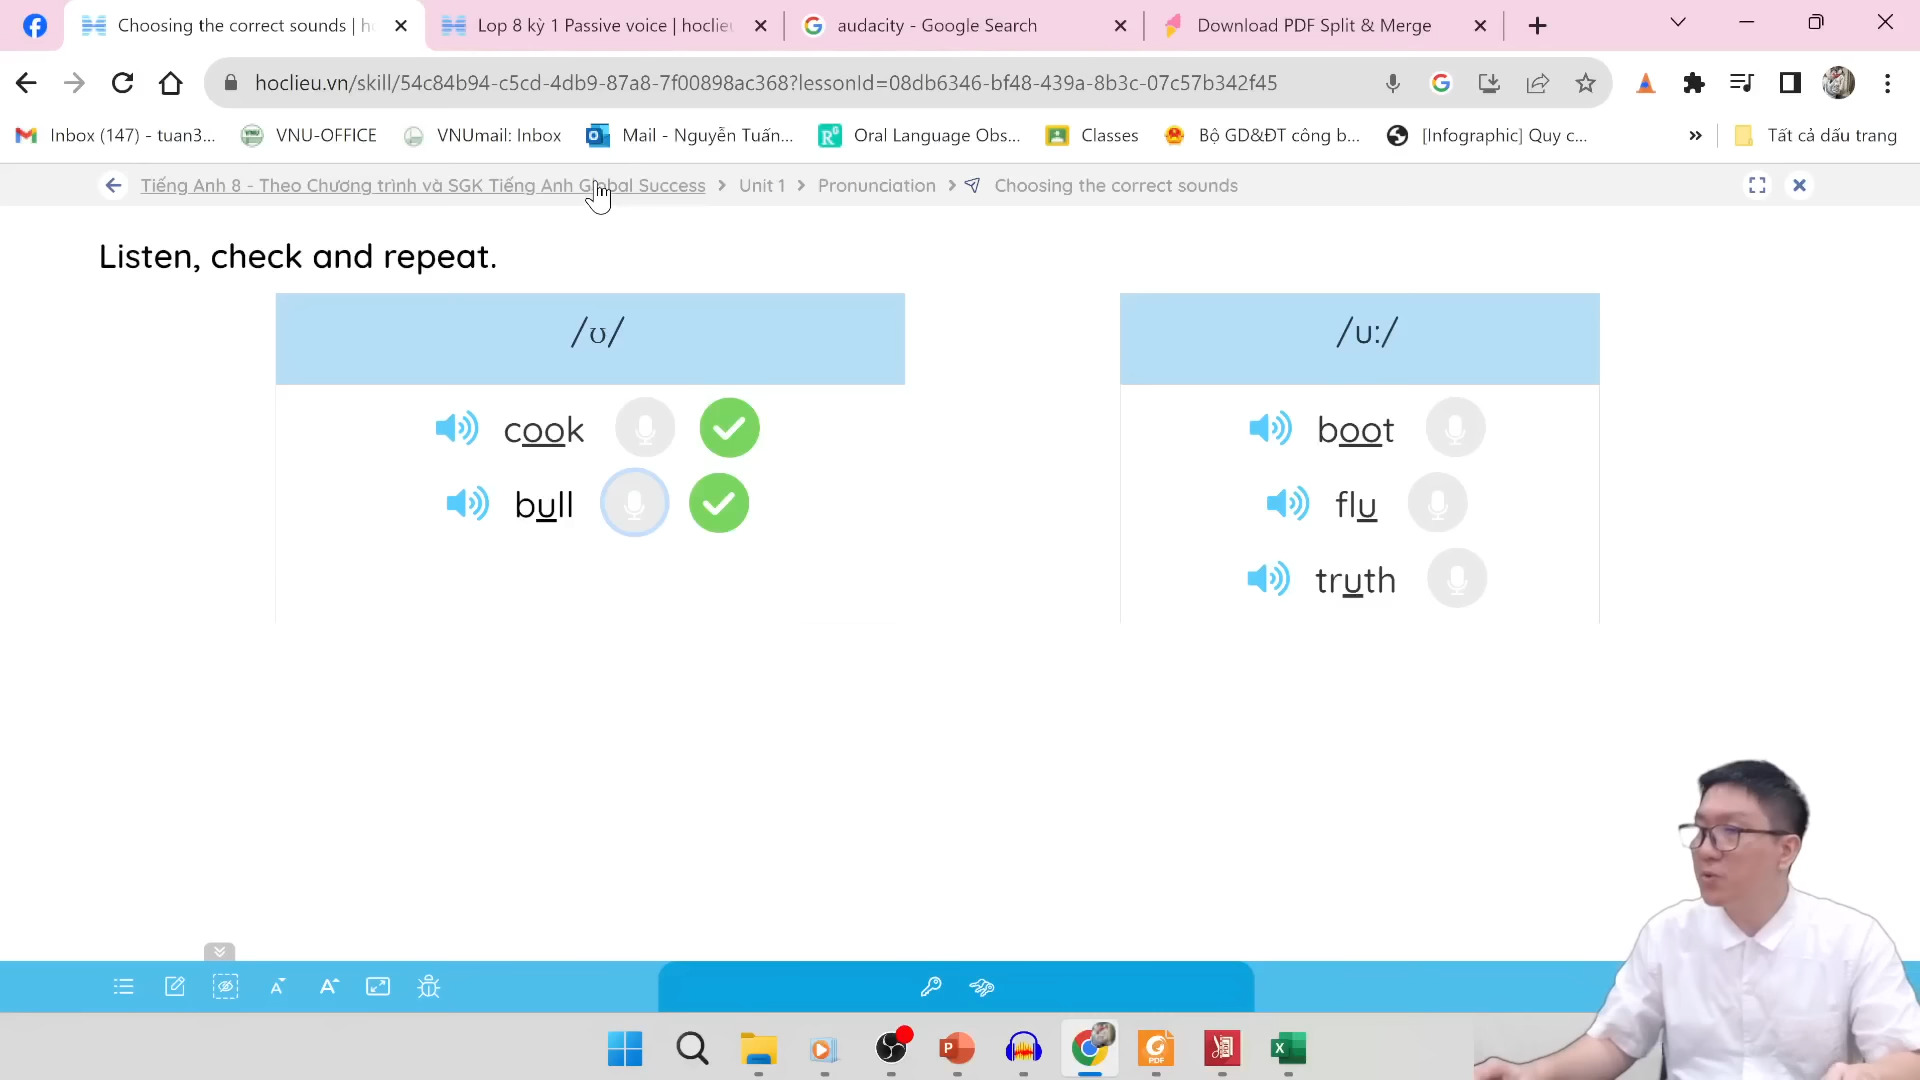 Choosing the correct sounds | h
Lop 8 kỳ 1 Passive voice | hoclieu
audacity - Google Search
Download PDF Split & Merge
hoclieu.vn/skill/54c84b94-c5cd-4db9-87a8-7f00898ac368?lessonId=08db6346-bf48-439a-8b3c-07c57b342f45
Inbox (147) - tuan3...
VNU-OFFICE
VNUmail: Inbox
Mail - Nguyễn Tuấn...
Oral Language Obs...
Classes
Bộ GD&ĐT công b...
[Infographic] Quy c...
Tất cả dấu trang
Tiếng Anh 8 - Theo Chương trình và SGK Tiếng Anh Global Success > Unit 1 > Pronunciation > Choosing the correct sounds
Listen, check and repeat.
/ʊ/
cook
bull
/u:/
boot
flu
truth